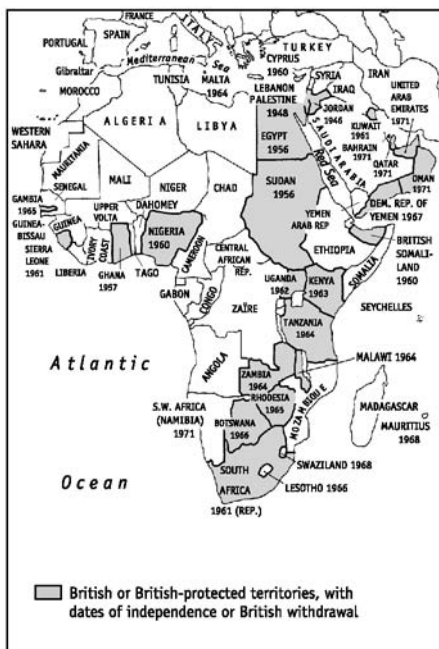 FRANCE
SPAIN
PORTUGAL
ITALY
TURKEY
Gibraltar
Mediterranean Sea
MALTA
1964
CYPRUS
1960
TUNISIA
MOROCCO
SYRIA
LEBANON
PALESTINE
1948
IRAQ
IRAN
JORDAN
1946
KUWAIT
1961
BAHRAIN
1971
QATAR
1971
UNITED
ARAB
EMIRATES
1971
OMAN
1971
SAUDI ARABIA
Red Sea
DEM. REP. OF
YEMEN 1967
YEMEN
ARAB REP
ALGERIA
LIBYA
EGYPT
1956
WESTERN
SAHARA
MAURITANIA
MALI
NIGER
CHAD
SUDAN
1956
SENEGAL
GAMBIA
1965
GUINEA-
BISSAU
GUINEA
SIERRA
LEONE
1961
LIBERIA
IVORY
COAST
UPPER
VOLTA
GHANA
1957
TAGO
DAHOMEY
NIGERIA
1960
CAMEROON
CENTRAL
AFRICAN
REP.
ETHIOPIA
SOMALIA
BRITISH
SOMALI-
LAND
1960
GABON
CONGO
ZAÏRE
UGANDA
1962
KENYA
1963
TANZANIA
1964
SEYCHELLES
Atlantic
Ocean
ANGOLA
ZAMBIA
1964
MALAWI 1964
RHODESIA
1965
MOZAMBIQUE
MADAGASCAR
MAURITIUS
1968
S.W. AFRICA
(NAMIBIA)
1971
BOTSWANA
1966
SWAZILAND 1968
LESOTHO 1966
SOUTH
AFRICA
1961 (REP.)
British or British-protected territories, with
dates of independence or British withdrawal